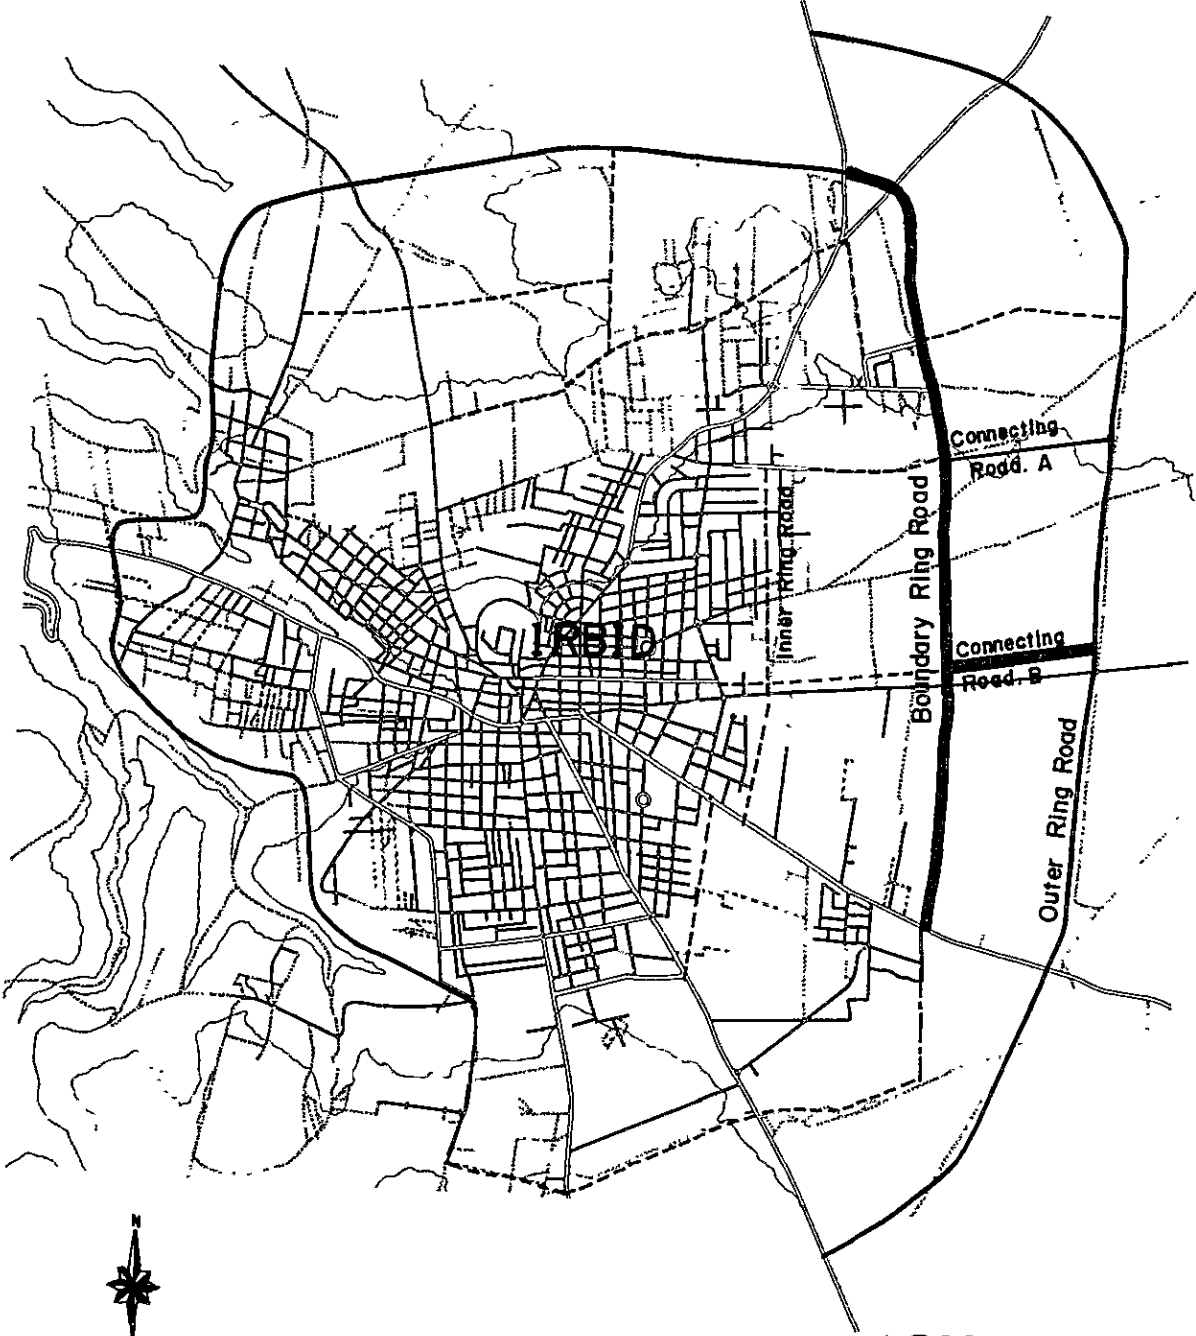 Connecting
Road. A
Inner Ring Road
Boundary Ring Road
IRBID
Connecting
Road. B
Outer Ring Road
N